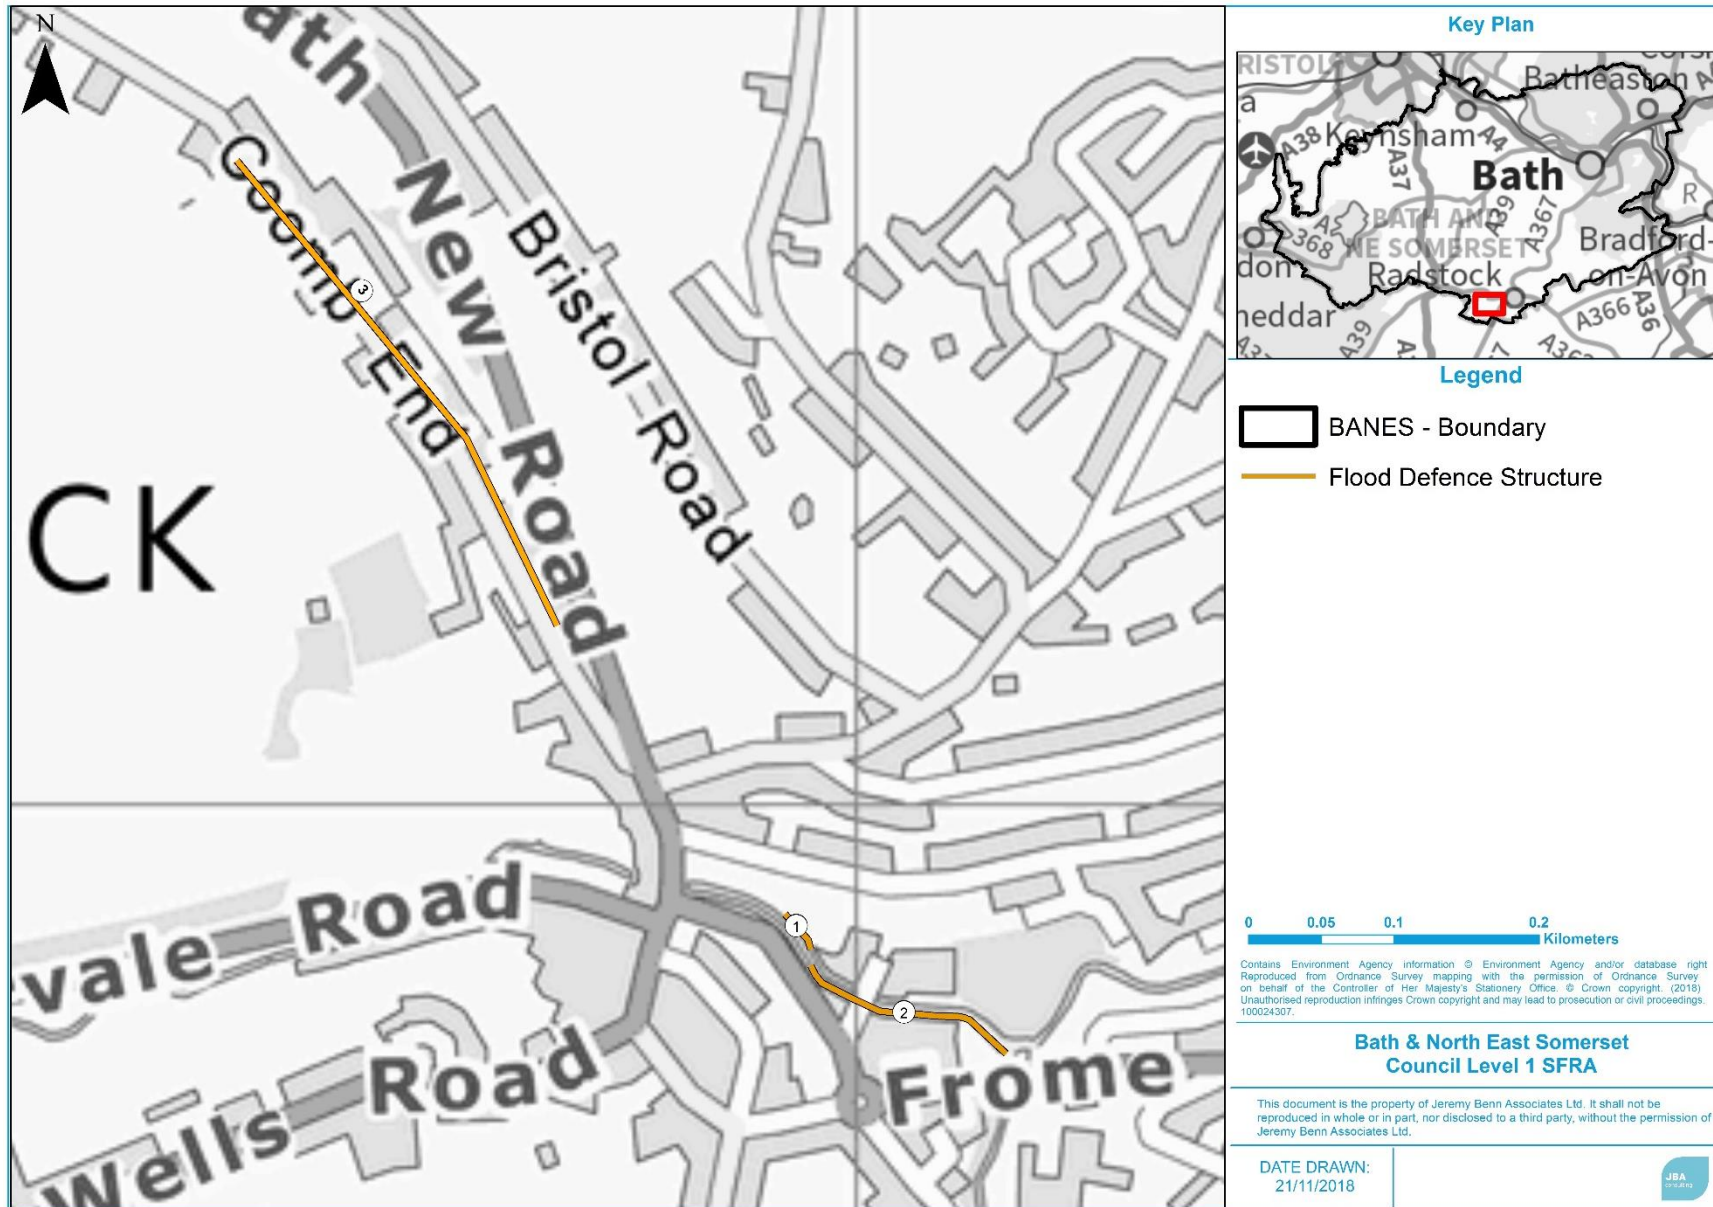 N
ath
New
Road
Coomb End
Bristol Road
CK
3
vale Road
1
2
Wells Road
Frome
Key Plan
RISTOL
Batheaston
a
A38
Keynsham
A4
A37
Bath
A39
A367
R
BATH AND
NE SOMERSET
368
Bradford-
on-Avon
don
Radstock
heddar
A39
A366
A36
Legend
BANES - Boundary
Flood Defence Structure
0 0.05 0.1 0.2
Kilometers
Contains Environment Agency information © Environment Agency and/or database right
Reproduced from Ordnance Survey mapping with the permission of Ordnance Survey
on behalf of the Controller of Her Majesty's Stationery Office. © Crown copyright. (2018)
Unauthorised reproduction infringes Crown copyright and may lead to prosecution or civil proceedings.
100024307.
Bath & North East Somerset
Council Level 1 SFRA
This document is the property of Jeremy Benn Associates Ltd. It shall not be
reproduced in whole or in part, nor disclosed to a third party, without the permission of
Jeremy Benn Associates Ltd.
DATE DRAWN:
21/11/2018
JBA
consulting